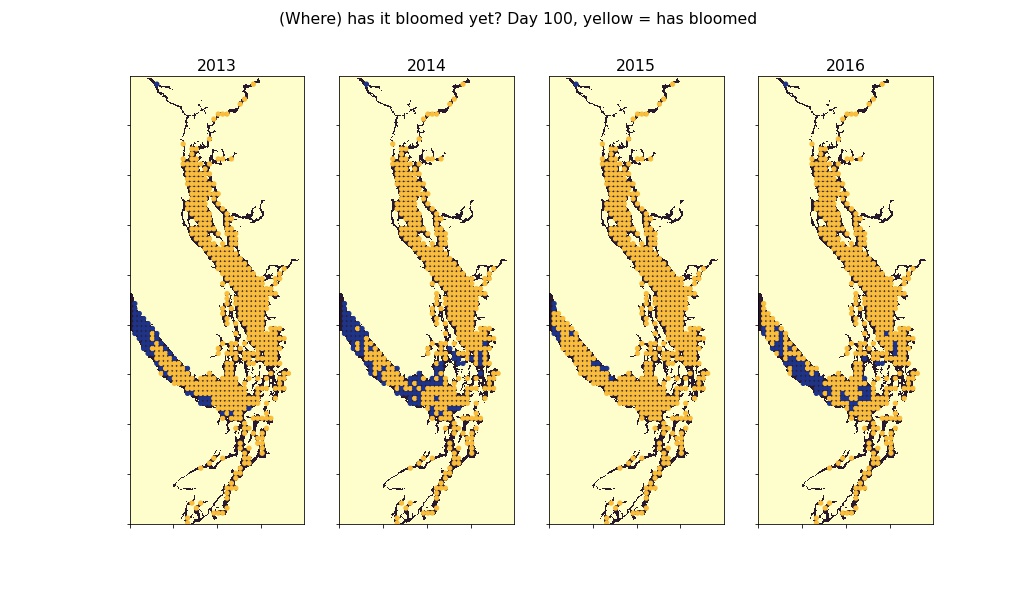 (Where) has it bloomed yet? Day 100, yellow = has bloomed
2013
2014
2015
2016